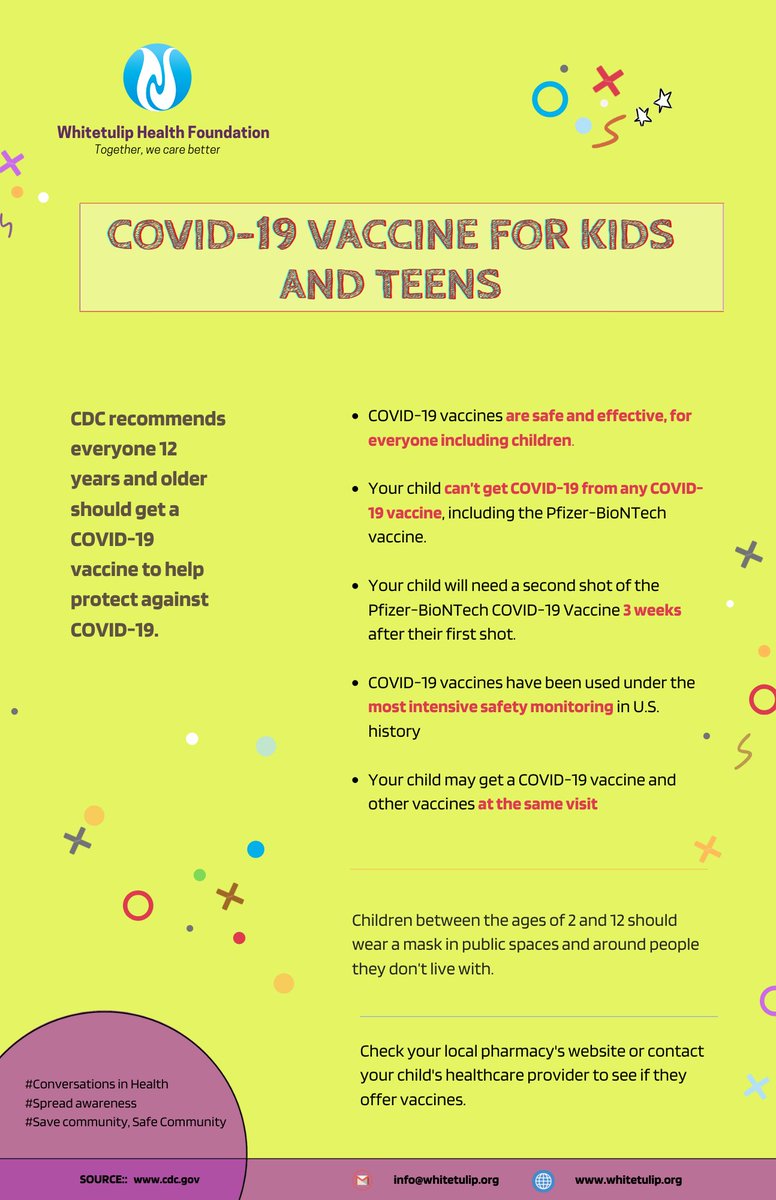 Whitetulip Health Foundation
Together, we care better
COVID-19 VACCINE FOR KIDS
AND TEENS
CDC recommends
everyone 12
years and older
should get a
COVID-19
vaccine to help
protect against
COVID-19.
• COVID-19 vaccines are safe and effective, for
everyone including children.
• Your child can't get COVID-19 from any COVID-
19 vaccine, including the Pfizer-BioNTech
vaccine.
• Your child will need a second shot of the
Pfizer-BioNTech COVID-19 Vaccine 3 weeks
after their first shot.
• COVID-19 vaccines have been used under the
most intensive safety monitoring in U.S.
history
• Your child may get a COVID-19 vaccine and
other vaccines at the same visit
Children between the ages of 2 and 12 should
wear a mask in public spaces and around people
they don't live with.
Check your local pharmacy's website or contact
your child's healthcare provider to see if they
offer vaccines.
#Conversations in Health
#Spread awareness
#Save community, Safe Community
SOURCE:: www.cdc.gov
info@whitetulip.org
www.whitetulip.org